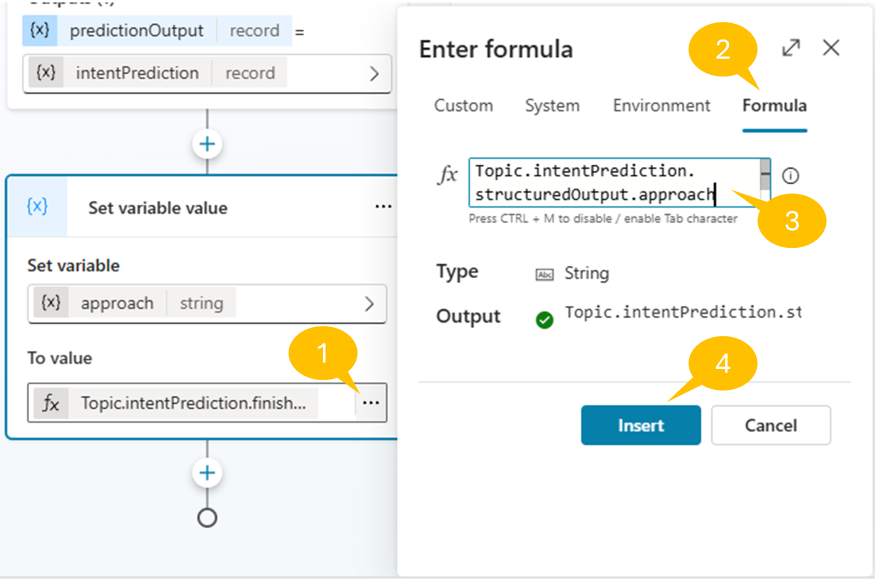 {x} predictionOutput record =
{x} intentPrediction record
{x} Set variable value ...
Set variable
{x} approach string
To value
1
fx Topic.intentPrediction.finish... ...
Enter formula
2
Custom System Environment Formula
fx Topic.intentPrediction.
structuredOutput.approach
Press CTRL + M to disable / enable Tab character
3
Type Abc String
Output Topic.intentPrediction.st
4
Insert Cancel